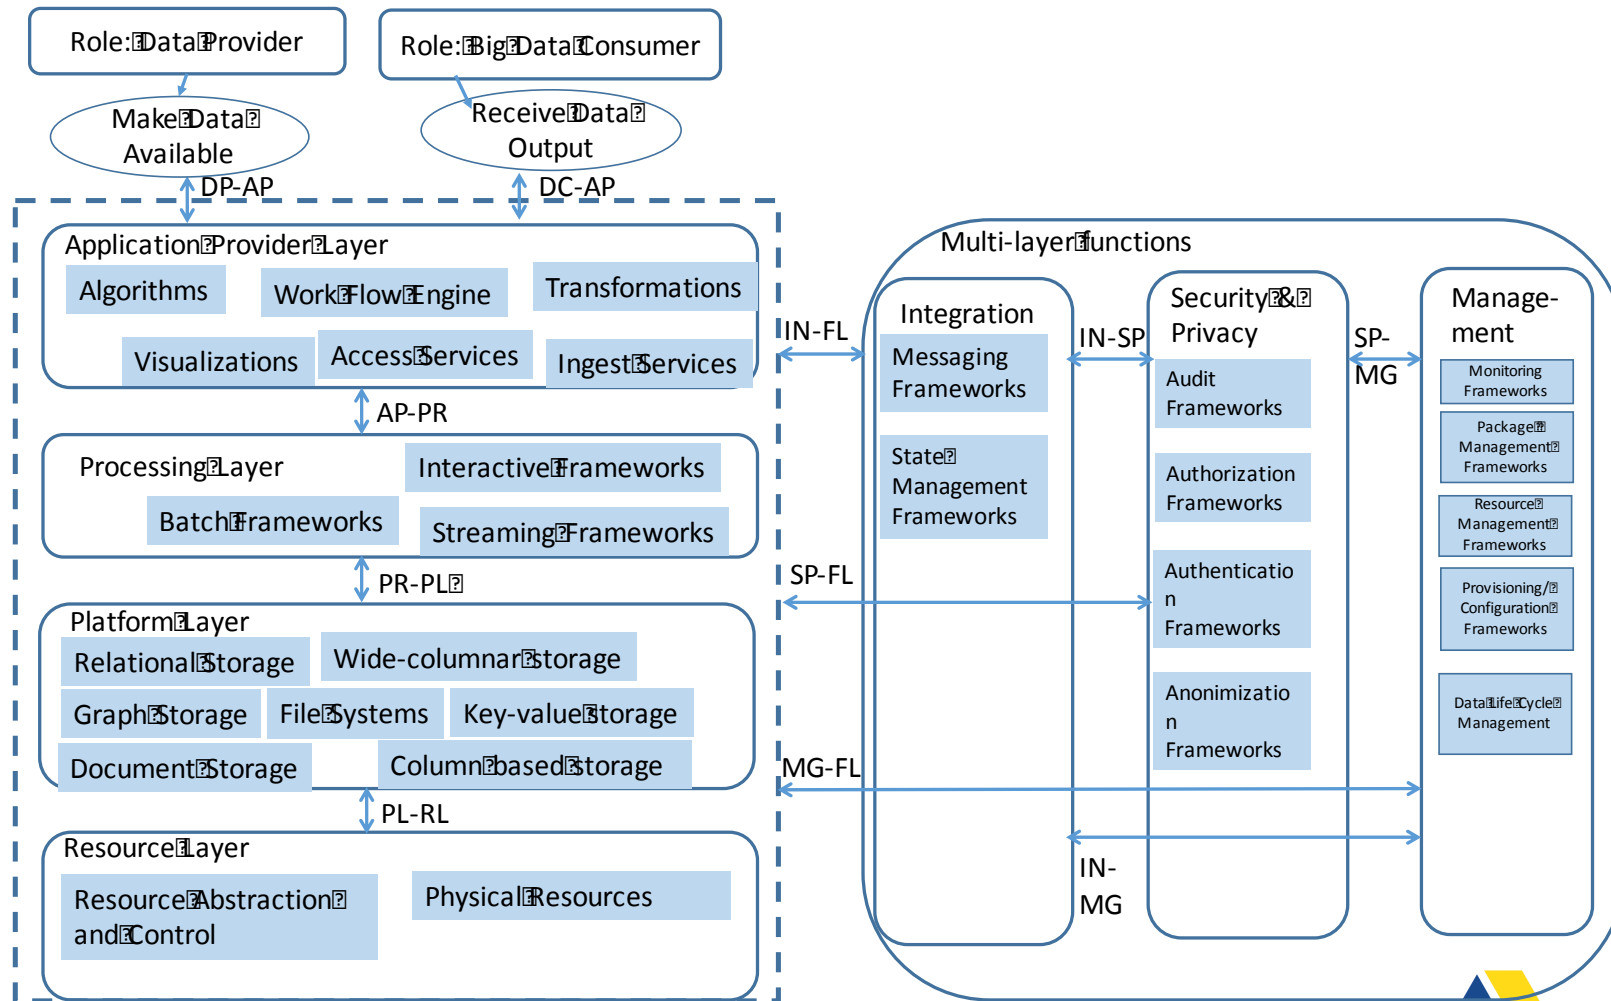 Role: Data Provider
Role: Big Data Consumer
Make Data
Available
Receive Data
Output
DP-AP
DC-AP
Application Provider Layer
Algorithms
Work Flow Engine
Transformations
Visualizations
Access Services
Ingest Services
AP-PR
Processing Layer
Interactive Frameworks
Batch Frameworks
Streaming Frameworks
PR-PL
Platform Layer
Relational Storage
Wide-columnar storage
Graph Storage
File Systems
Key-value storage
Document Storage
Column based storage
PL-RL
Resource Layer
Resource Abstraction
and Control
Physical Resources
IN-FL
SP-FL
MG-FL
Multi-layer functions
Integration
Messaging
Frameworks
State
Management
Frameworks
IN-SP
Security &
Privacy
Audit
Frameworks
Authorization
Frameworks
Authenticatio
n
Frameworks
Anonimizatio
n
Frameworks
SP-
MG
IN-
MG
Manage-
ment
Monitoring
Frameworks
Package
Management
Frameworks
Resource
Management
Frameworks
Provisioning/
Configuration
Frameworks
Data Life Cycle
Management